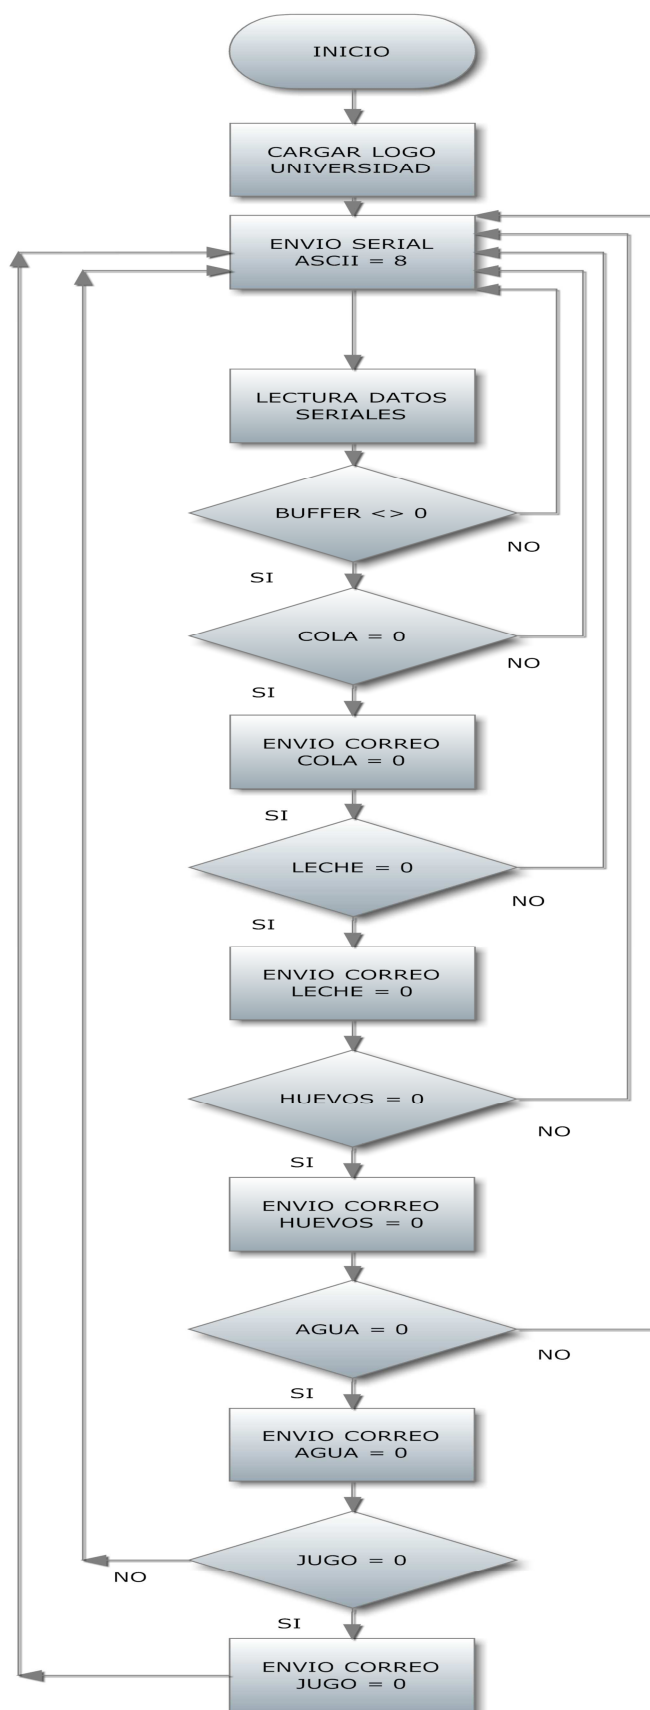 INICIO
CARGAR LOGO
UNIVERSIDAD
ENVIO SERIAL
ASCII = 8
LECTURA DATOS
SERIALES
BUFFER <> 0
NO
SI
COLA = 0
NO
SI
ENVIO CORREO
COLA = 0
SI
LECHE = 0
NO
SI
ENVIO CORREO
LECHE = 0
HUEVOS = 0
NO
SI
ENVIO CORREO
HUEVOS = 0
AGUA = 0
NO
SI
ENVIO CORREO
AGUA = 0
JUGO = 0
NO
SI
ENVIO CORREO
JUGO = 0